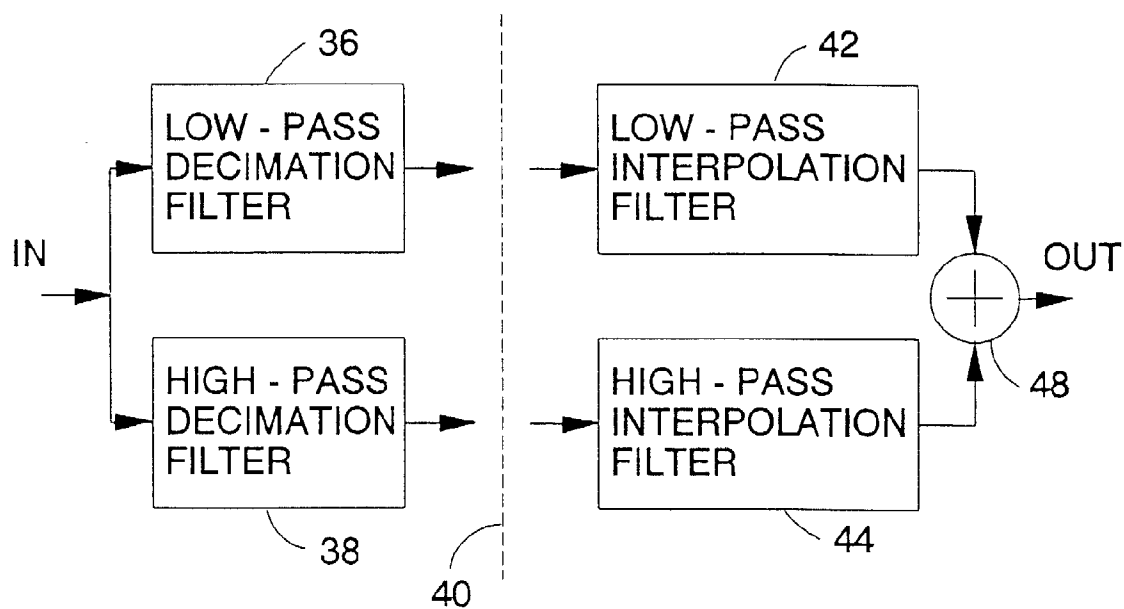 36
42
LOW - PASS
DECIMATION
FILTER
LOW - PASS
INTERPOLATION
FILTER
IN
OUT
HIGH - PASS
DECIMATION
FILTER
HIGH - PASS
INTERPOLATION
FILTER
48
38
40
44